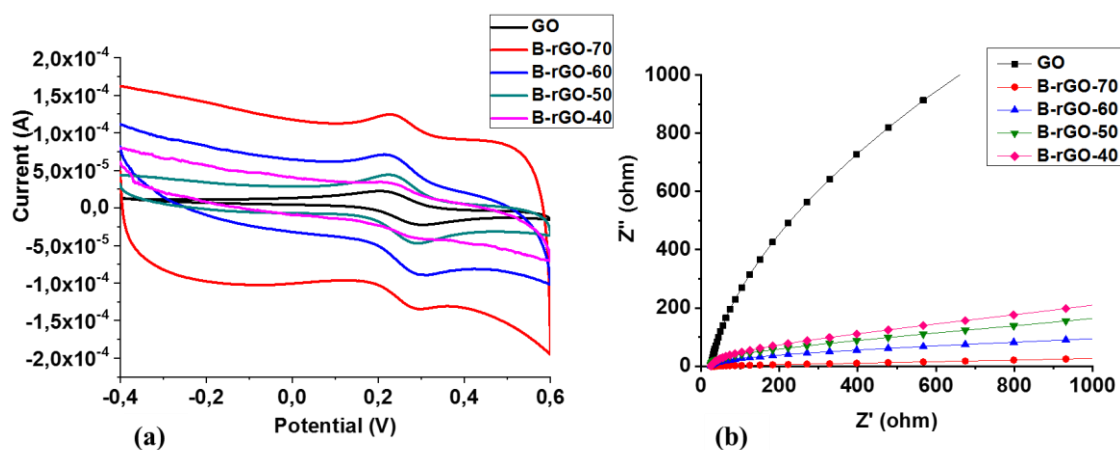 GO
B-rGO-70
B-rGO-60
B-rGO-50
B-rGO-40
2,0x10⁻⁴
1,5x10⁻⁴
1,0x10⁻⁴
5,0x10⁻⁵
0,0
-5,0x10⁻⁵
-1,0x10⁻⁴
-1,5x10⁻⁴
-2,0x10⁻⁴
Current (A)
-0,4 -0,2 0,0 0,2 0,4 0,6
Potential (V)
(a)
GO
B-rGO-70
B-rGO-60
B-rGO-50
B-rGO-40
1000
800
600
400
200
0
Z'' (ohm)
0 200 400 600 800 1000
Z' (ohm)
(b)